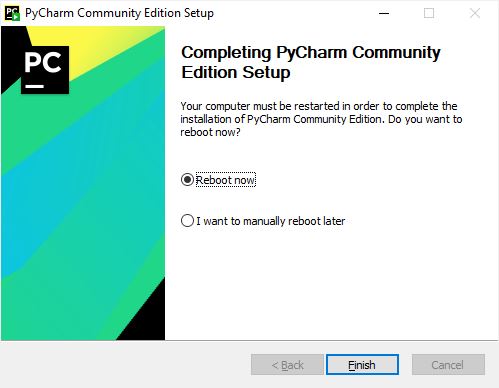 PC PyCharm Community Edition Setup
PC
Completing PyCharm Community
Edition Setup
Your computer must be restarted in order to complete the
installation of PyCharm Community Edition. Do you want to
reboot now?
Reboot now
I want to manually reboot later
< Back Finish Cancel